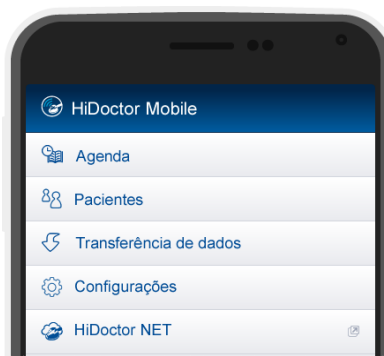 HiDoctor Mobile
Agenda
Pacientes
Transferência de dados
Configurações
HiDoctor NET